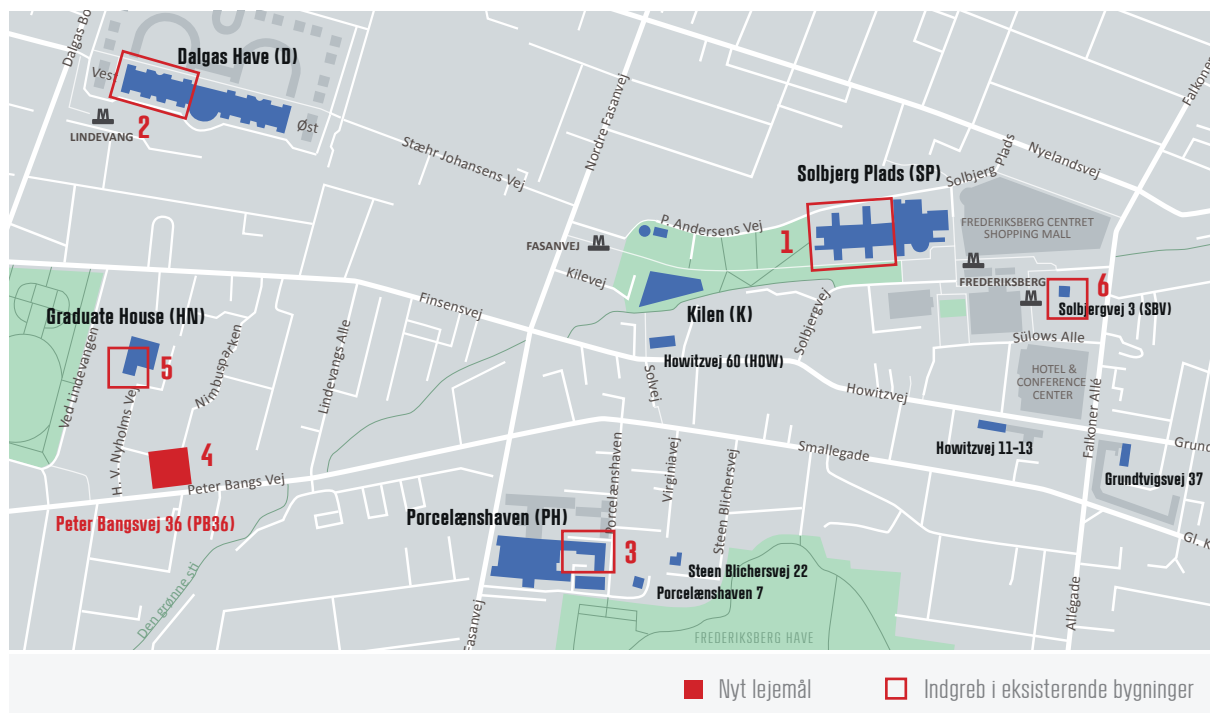 Dalgas Bo
Dalgas Have (D)
Vest
Øst
M
LINDEVANG
2
Stæhr Johansens Vej
Nordre Fasanvej
Falkoner
Nyelandsvej
Solbjerg Plads
Solbjerg Plads (SP)
P. Andersens Vej
1
FREDERIKSBERG CENTRET
SHOPPING MALL
M
FASANVEJ
Kilevej
M
FREDERIKSBERG
M
6
Solbjergvej 3 (SBV)
Finsensvej
Kilen (K)
Solbjergvej
Sülows Alle
Graduate House (HN)
Howitzvej 60 (HOW)
5
Ved Lindevangen
Nimbusparken
Lindevangs Alle
Solvej
HOTEL &
CONFERENCE
CENTER
Howitzvej
H. V. Nyholms Vej
4
Peter Bangs Vej
Peter Bangsvej 36 (PB36)
Smallegade
Howitzvej 11-13
Falkoner Allé
Grund
Grundtvigsvej 37
Porcelænshaven
Virginiavej
Steen Blichersvej
Porcelænshaven (PH)
3
Gl. K
Steen Blichersvej 22
Porcelænshaven 7
Den grønne sti
Fasanvej
FREDERIKSBERG HAVE
Allégade
Nyt lejemål
Indgreb i eksisterende bygninger